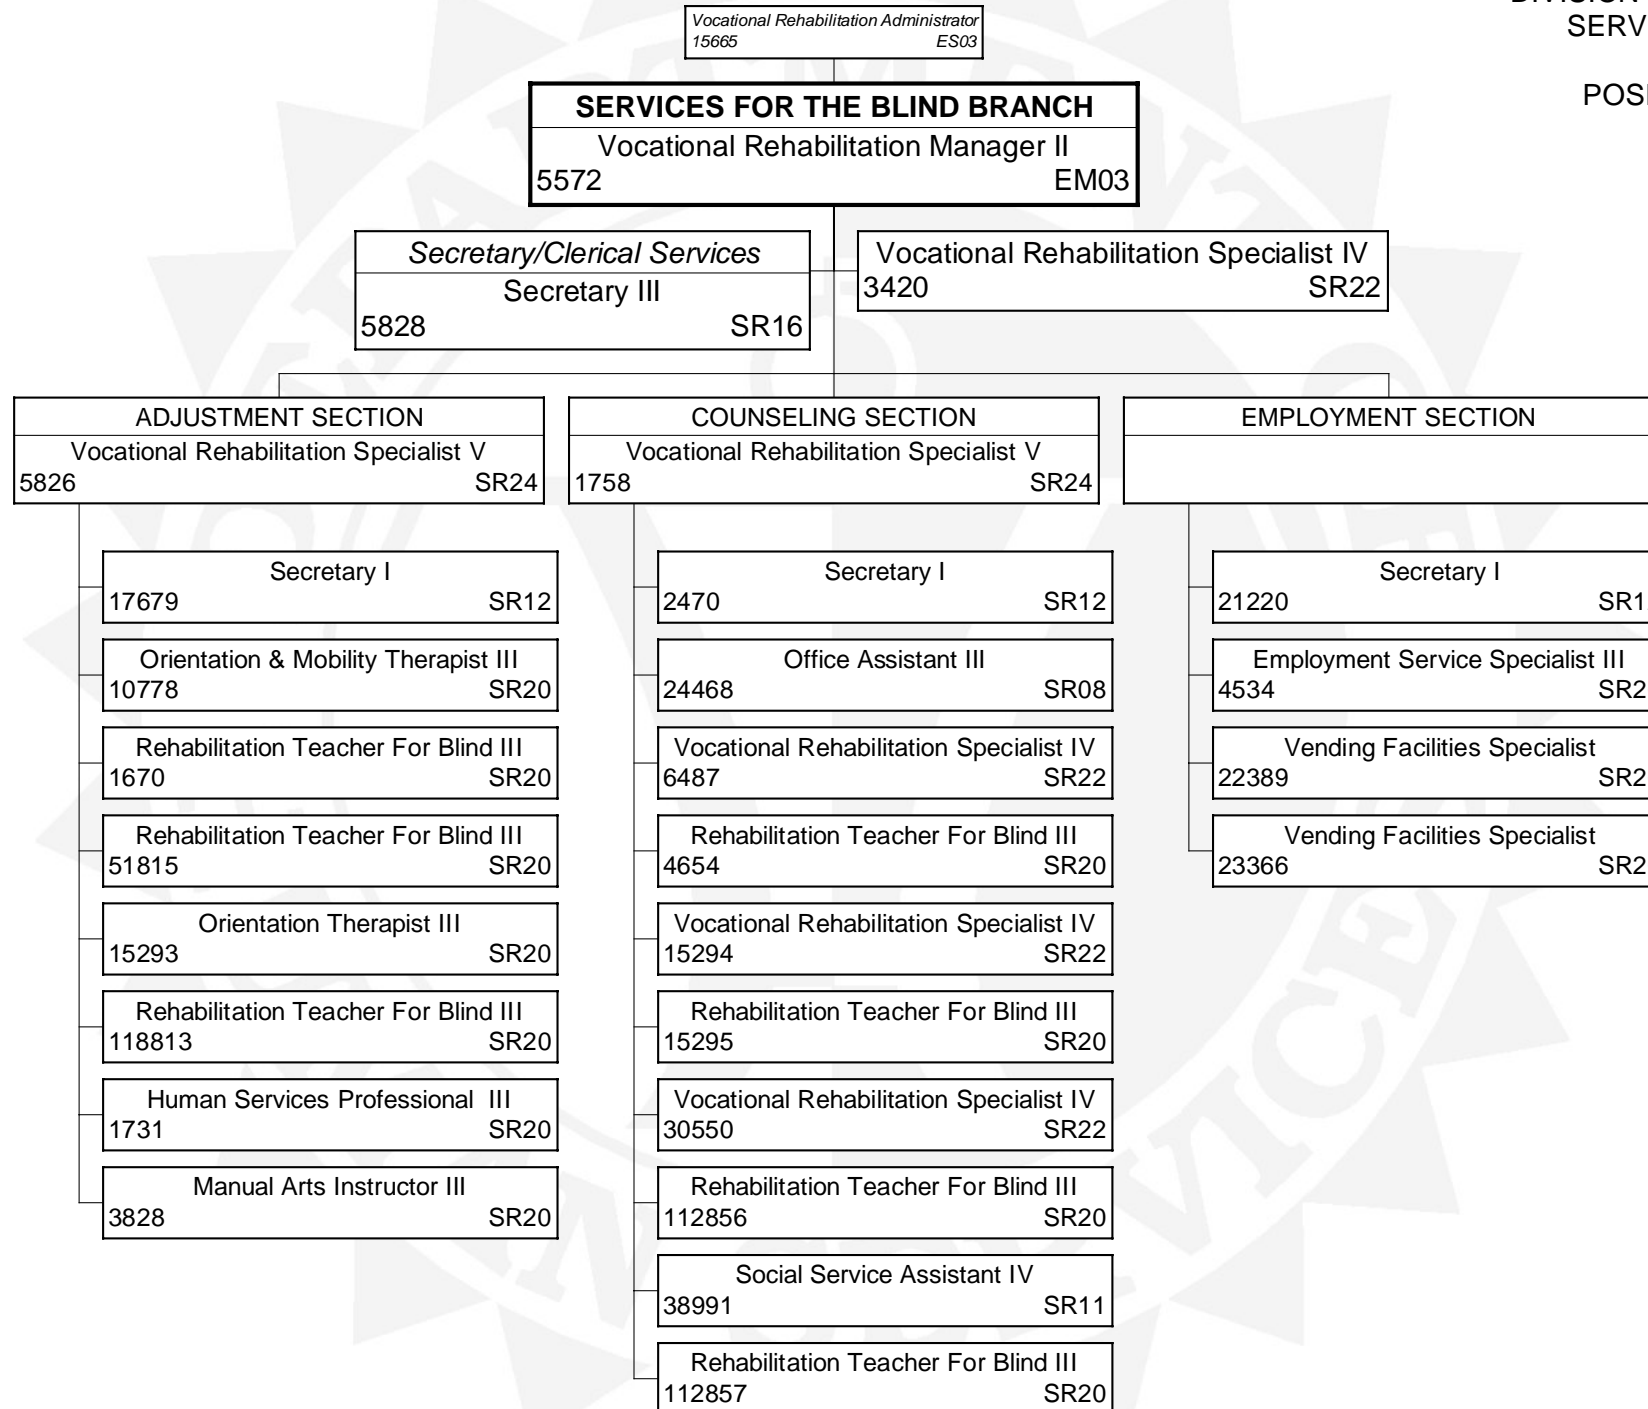 DIVISION
SERV
POSI
Vocational Rehabilitation Administrator
15665 ES03
SERVICES FOR THE BLIND BRANCH
Vocational Rehabilitation Manager II
5572 EM03
Secretary/Clerical Services
Secretary III
5828 SR16
Vocational Rehabilitation Specialist IV
3420 SR22
ADJUSTMENT SECTION
Vocational Rehabilitation Specialist V
5826 SR24
Secretary I
17679 SR12
Orientation & Mobility Therapist III
10778 SR20
Rehabilitation Teacher For Blind III
1670 SR20
Rehabilitation Teacher For Blind III
51815 SR20
Orientation Therapist III
15293 SR20
Rehabilitation Teacher For Blind III
118813 SR20
Human Services Professional III
1731 SR20
Manual Arts Instructor III
3828 SR20
COUNSELING SECTION
Vocational Rehabilitation Specialist V
1758 SR24
Secretary I
2470 SR12
Office Assistant III
24468 SR08
Vocational Rehabilitation Specialist IV
6487 SR22
Rehabilitation Teacher For Blind III
4654 SR20
Vocational Rehabilitation Specialist IV
15294 SR22
Rehabilitation Teacher For Blind III
15295 SR20
Vocational Rehabilitation Specialist IV
30550 SR22
Rehabilitation Teacher For Blind III
112856 SR20
Social Service Assistant IV
38991 SR11
Rehabilitation Teacher For Blind III
112857 SR20
EMPLOYMENT SECTION
Secretary I
21220 SR1
Employment Service Specialist III
4534 SR2
Vending Facilities Specialist
22389 SR2
Vending Facilities Specialist
23366 SR2